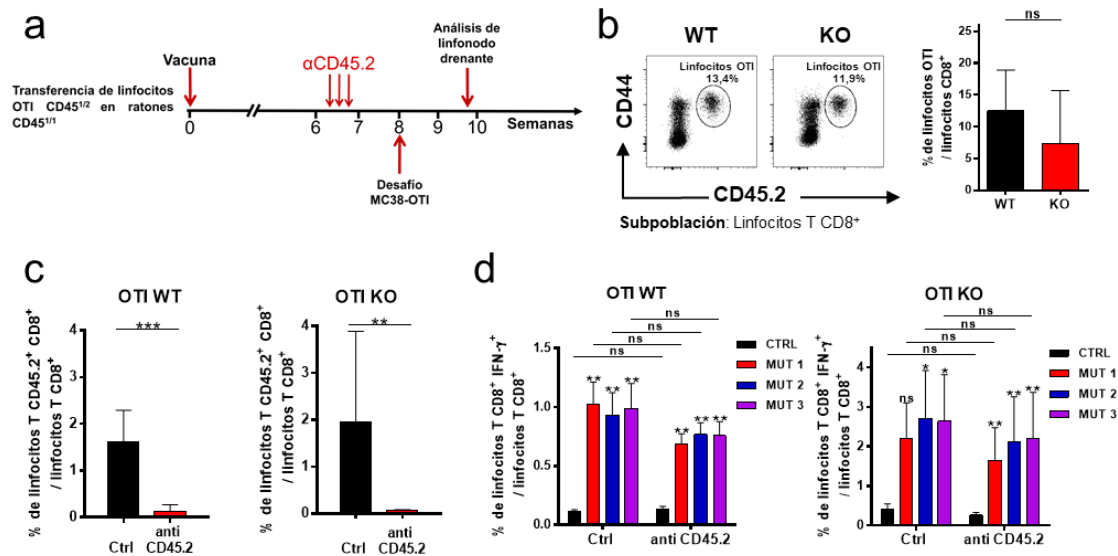 a
Vacuna
αCD45.2
Análisis de
linfonodo
drenante
Transferencia de linfocitos
OTI CD451/2 en ratones
CD451/1
0
6
7
8
9
10
Semanas
Desafío
MC38-OTI
b
WT
KO
Linfocitos OTI
13,4%
Linfocitos OTI
11,9%
CD44
CD45.2
Subpoblación: Linfocitos T CD8+
ns
% de linfocitos OTI
/ linfocitos CD8+
25
20
15
10
5
0
WT
KO
c
OTI WT
***
% de linfocitos T CD45.2+ CD8+
/ linfocitos T CD8+
4
3
2
1
0
Ctrl
anti
CD45.2
OTI KO
**
% de linfocitos T CD45.2+ CD8+
/ linfocitos T CD8+
4
3
2
1
0
Ctrl
anti
CD45.2
d
OTI WT
ns
ns
ns
ns
CTRL
MUT 1
MUT 2
MUT 3
% de linfocitos T CD8+ IFN-γ+
/ linfocitos T CD8+
1.5
1.0
0.5
0.0
** ** **
** ** **
Ctrl
anti CD45.2
OTI KO
ns
ns
ns
ns
CTRL
MUT 1
MUT 2
MUT 3
% de linfocitos T CD8+ IFN-γ+
/ linfocitos T CD8+
4
3
2
1
0
ns * *
** ** **
Ctrl
anti CD45.2